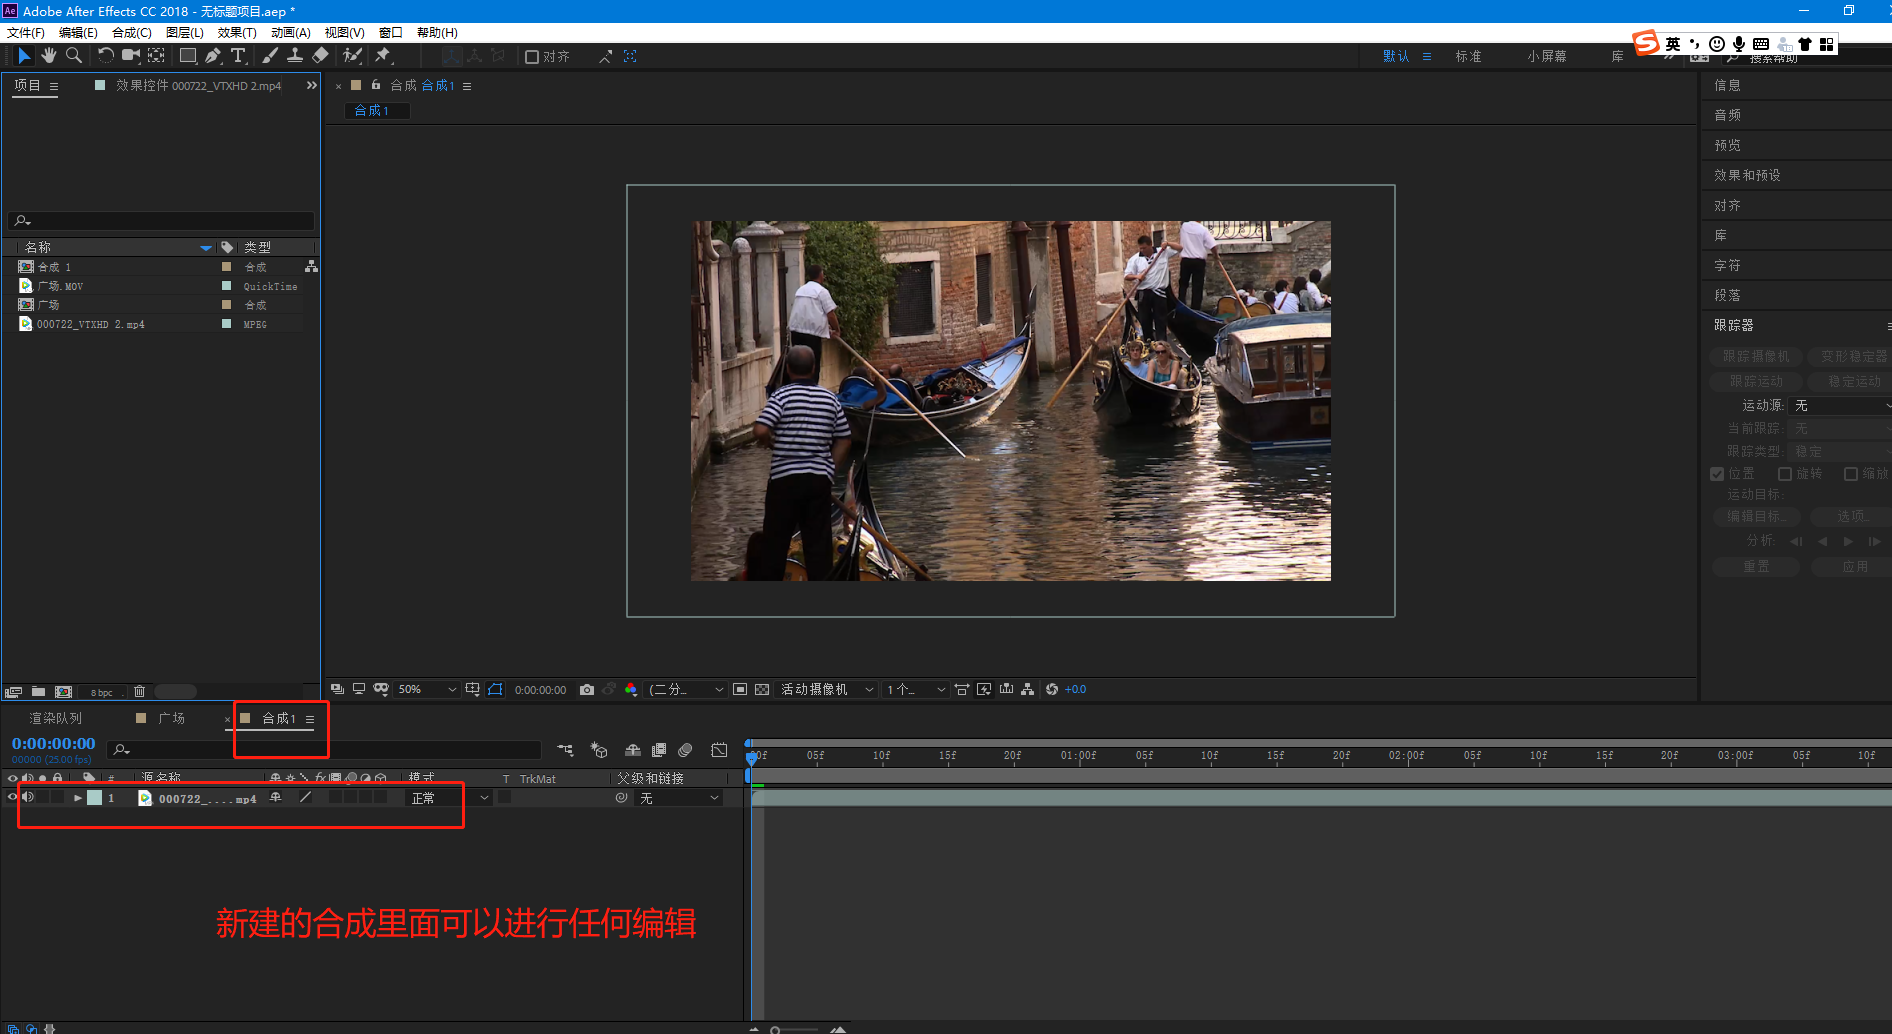 Ae Adobe After Effects CC 2018 - 无标题项目.aep *
文件(F) 编辑(E) 合成(C) 图层(L) 效果(T) 动画(A) 视图(V) 窗口 帮助(H)
对齐 默认 标准 小屏幕 库 搜索帮助
英
项目 效果控件 000722_VTXHD 2.mp4
合成 合成1
合成1
名称 类型
合成 1 合成
广场.MOV QuickTime
广场 合成
000722_VTXHD 2.mp4 MPEG
信息
音频
预览
效果和预设
对齐
库
字符
段落
跟踪器
跟踪摄像机 变形稳定器
跟踪运动 稳定运动
运动源: 无
当前跟踪: 无
跟踪类型: 稳定
位置 旋转 缩放
运动目标:
编辑目标... 选项...
分析:
重置 应用
8 bpc
50% 0:00:00:00 (二分... 活动摄像机 1个... +0.0
渲染队列 广场 合成1
0:00:00:00
00000 (25.00 fps)
# 源名称 fx 模式 T TrkMat 父级和链接
1 000722_....mp4 正常 无
00f 05f 10f 15f 20f 01:00f 05f 10f 15f 20f 02:00f 05f 10f 15f 20f 03:00f 05f 10f
新建的合成里面可以进行任何编辑